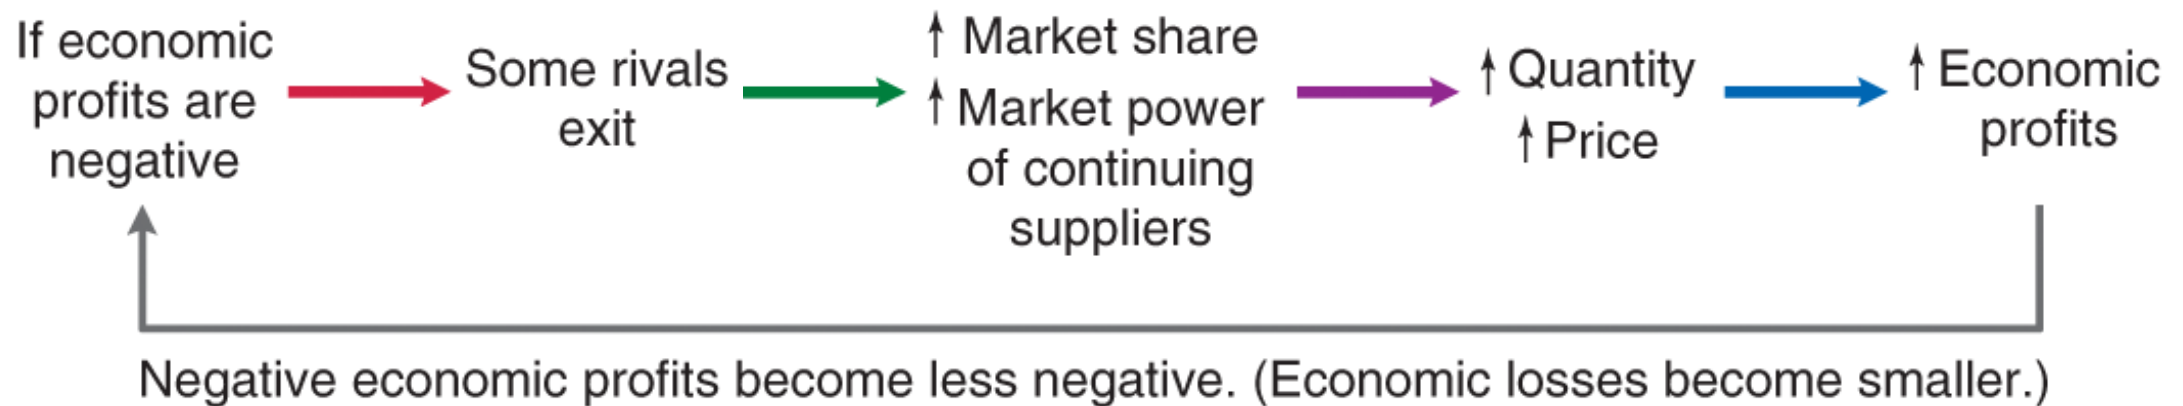 If economic
profits are
negative
Some rivals
exit
↑ Market share
↑ Market power
of continuing
suppliers
↑ Quantity
↑ Price
↑ Economic
profits
Negative economic profits become less negative. (Economic losses become smaller.)